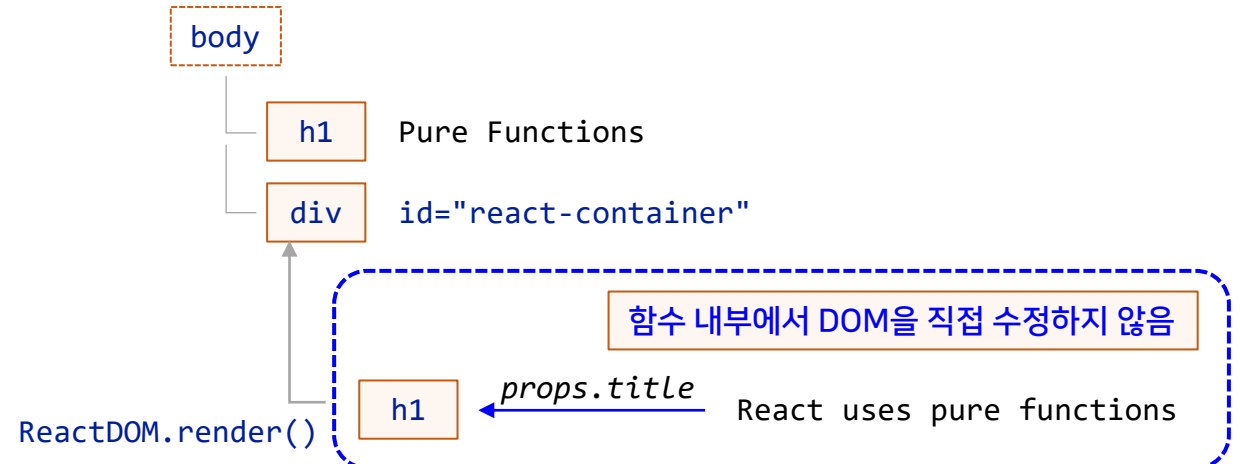 body
h1 Pure Functions
div id="react-container"
함수 내부에서 DOM을 직접 수정하지 않음
h1 props.title React uses pure functions
ReactDOM.render()